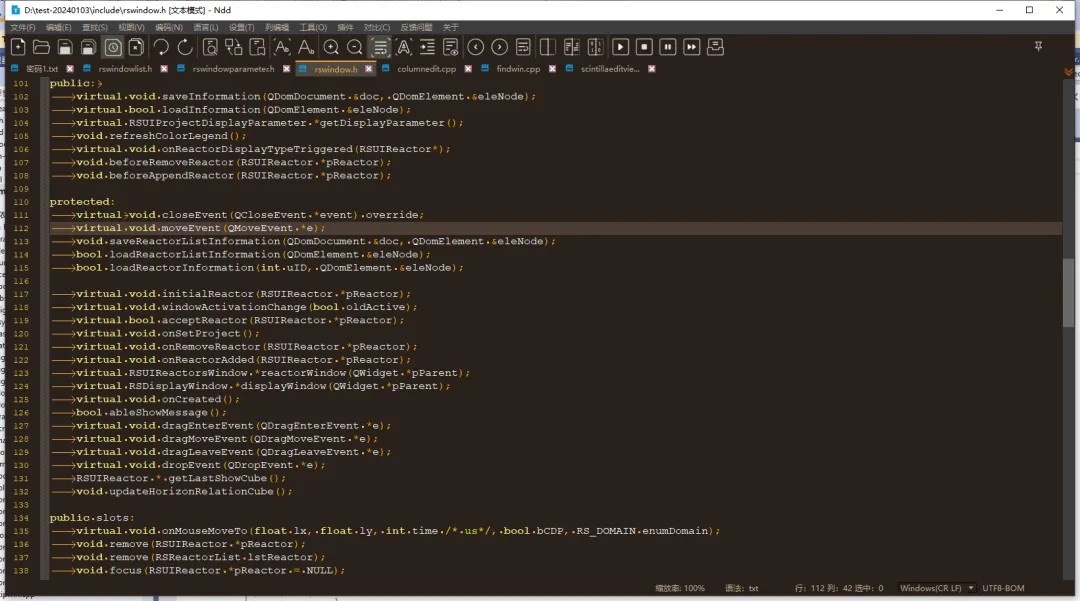 D:\test-20240103\include\rswindow.h [文本模式] - Ndd
文件(F) 编辑(E) 查找(S) 视图(V) 编码(N) 语言(L) 设置(T) 列编辑 工具(O) 插件 对比(C) 反馈问题 关于
密码1.txt rswindowlist.h rswindowparameter.h rswindow.h columnedit.cpp findwin.cpp scintillaeditvie...
101 public:
102 virtual void saveInformation(QDomDocument &doc, QDomElement &eleNode);
103 virtual bool loadInformation(QDomElement &eleNode);
104 virtual RSUIProjectDisplayParameter *getDisplayParameter();
105 void refreshColorLegend();
106 virtual void onReactorDisplayTypeTriggered(RSUIReactor*);
107 void beforeRemoveReactor(RSUIReactor *pReactor);
108 void beforeAppendReactor(RSUIReactor *pReactor);
109
110 protected:
111 virtual void closeEvent(QCloseEvent *event) override;
112 virtual void moveEvent(QMoveEvent *e);
113 void saveReactorListInformation(QDomDocument &doc, QDomElement &eleNode);
114 bool loadReactorListInformation(QDomElement &eleNode);
115 bool loadReactorInformation(int uID, QDomElement &eleNode);
116
117 virtual void initialReactor(RSUIReactor *pReactor);
118 virtual void windowActivationChange(bool oldActive);
119 virtual bool acceptReactor(RSUIReactor *pReactor);
120 virtual void onSetProject();
121 virtual void onRemoveReactor(RSUIReactor *pReactor);
122 virtual void onReactorAdded(RSUIReactor *pReactor);
123 virtual RSUIReactorsWindow *reactorWindow(QWidget *pParent);
124 virtual RSDisplayWindow *displayWindow(QWidget *pParent);
125 virtual void onCreated();
126 bool ableShowMessage();
127 virtual void dragEnterEvent(QDragEnterEvent *e);
128 virtual void dragMoveEvent(QDragMoveEvent *e);
129 virtual void dragLeaveEvent(QDragLeaveEvent *e);
130 virtual void dropEvent(QDropEvent *e);
131 RSUIReactor * getLastShowCube();
132 void updateHorizonRelationCube();
133
134 public slots:
135 virtual void onMouseMoveTo(float lx, float ly, int time /* us*/, bool bCDP, RS_DOMAIN enumDomain);
136 void remove(RSUIReactor *pReactor);
137 void remove(RSReactorList lstReactor);
138 void focus(RSUIReactor *pReactor = NULL);
缩放率: 100% 语法: txt 行: 112 列: 42 选中: 0 Windows(CR LF) UTF8-BOM